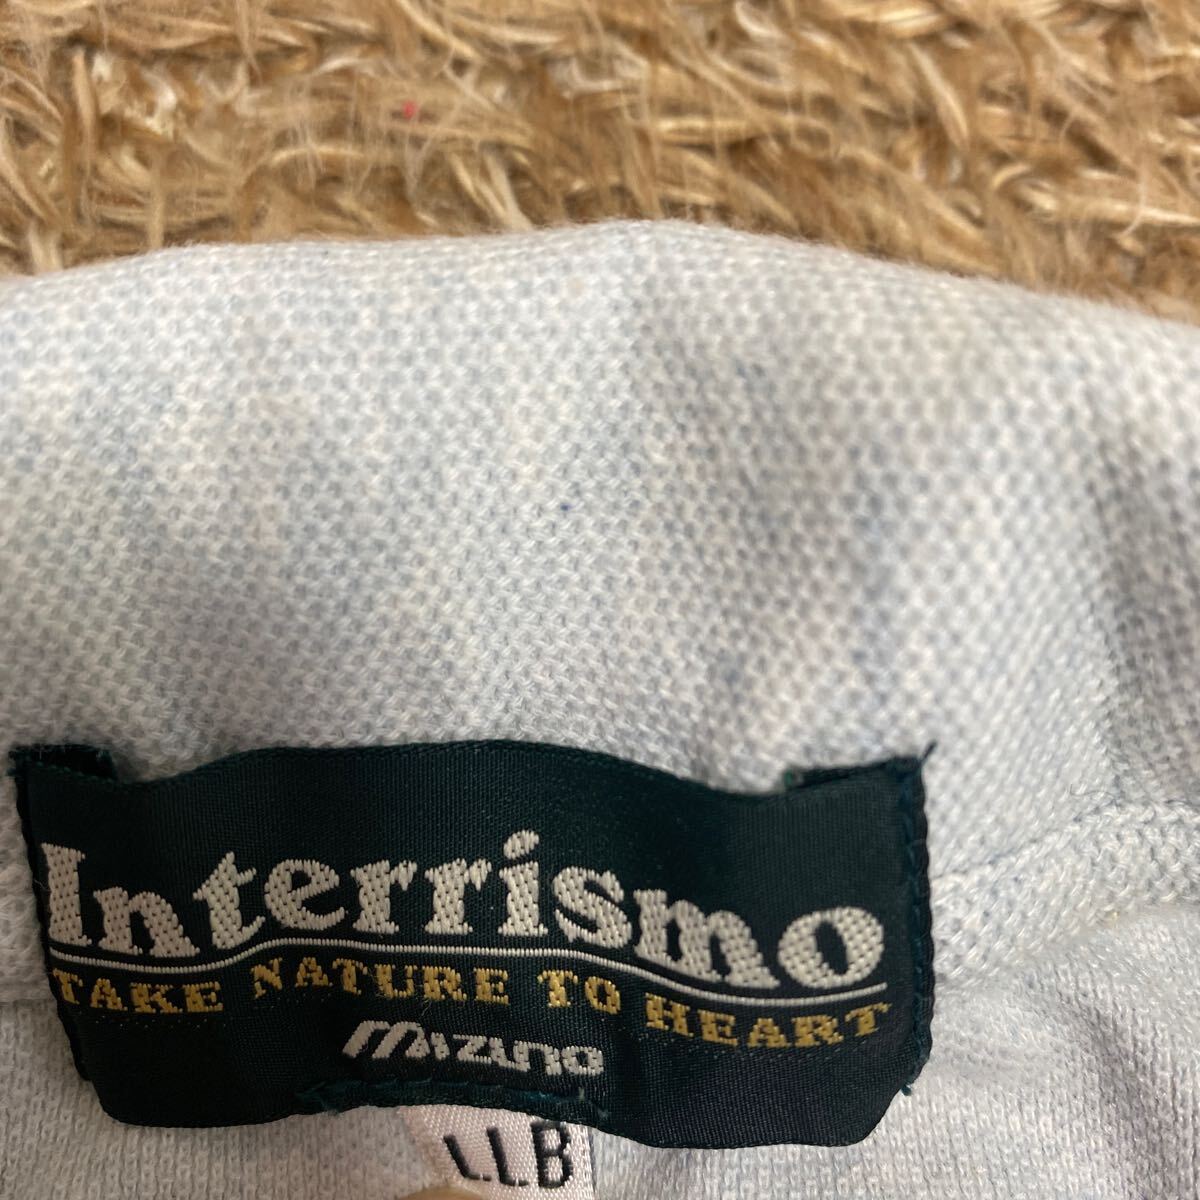 Interrismo
TAKE NATURE TO HEART
mizuno
LLB